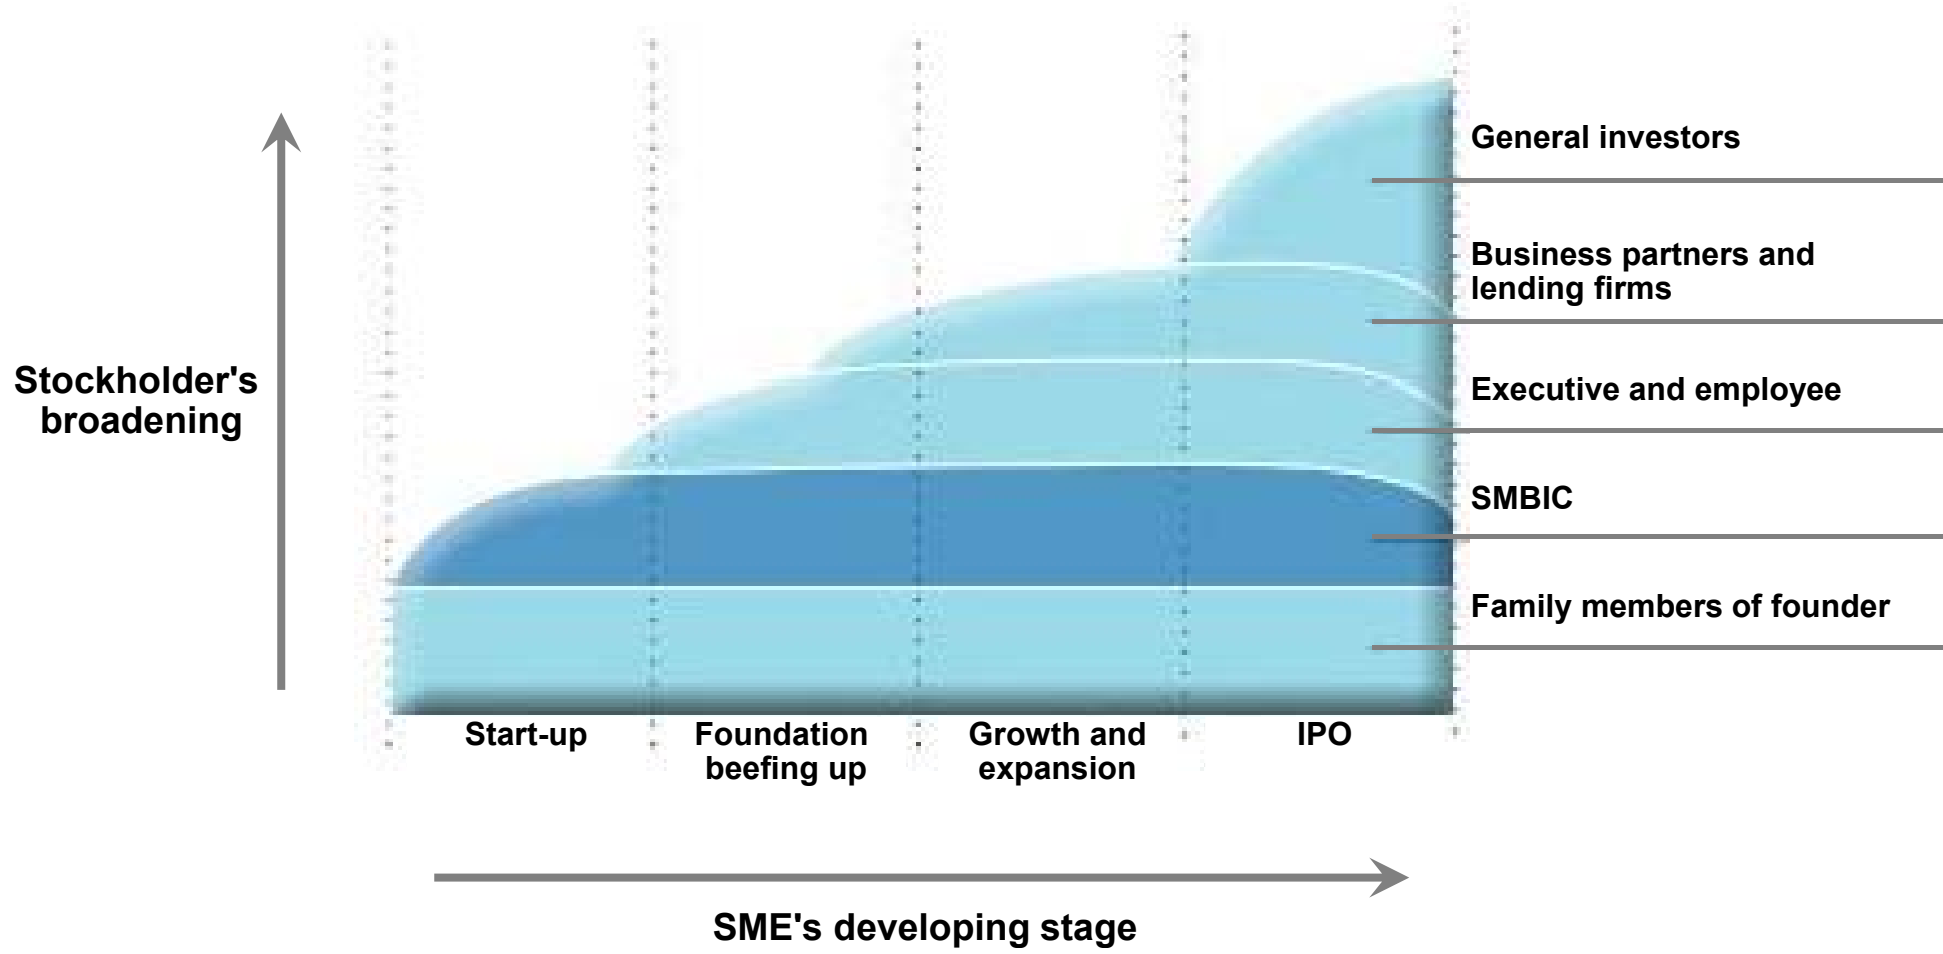 General investors
Business partners and
lending firms
Stockholder's
broadening
Executive and employee
SMBIC
Family members of founder
Start-up
Foundation
beefing up
Growth and
expansion
IPO
SME's developing stage